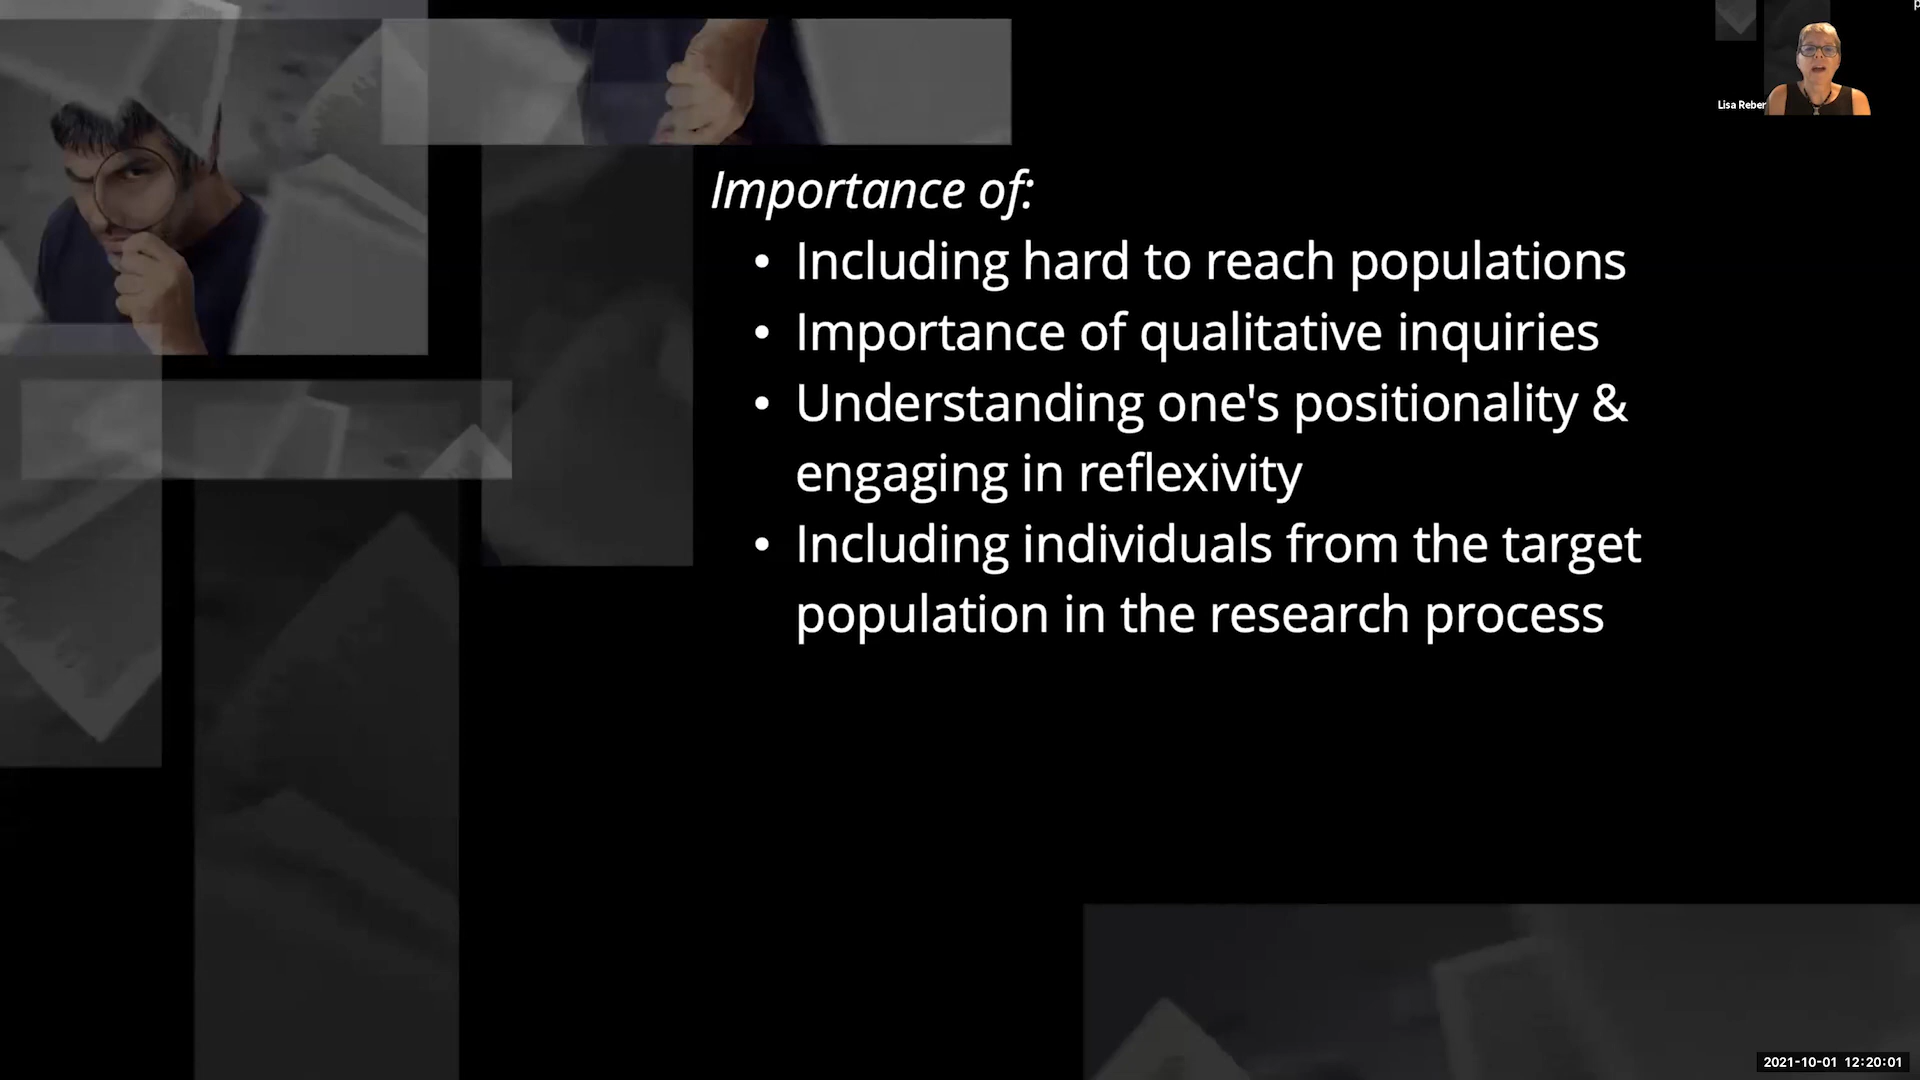 Lisa Reber
Importance of:
• Including hard to reach populations
• Importance of qualitative inquiries
• Understanding one's positionality &
engaging in reflexivity
• Including individuals from the target
population in the research process
2021-10-01 12:20:01